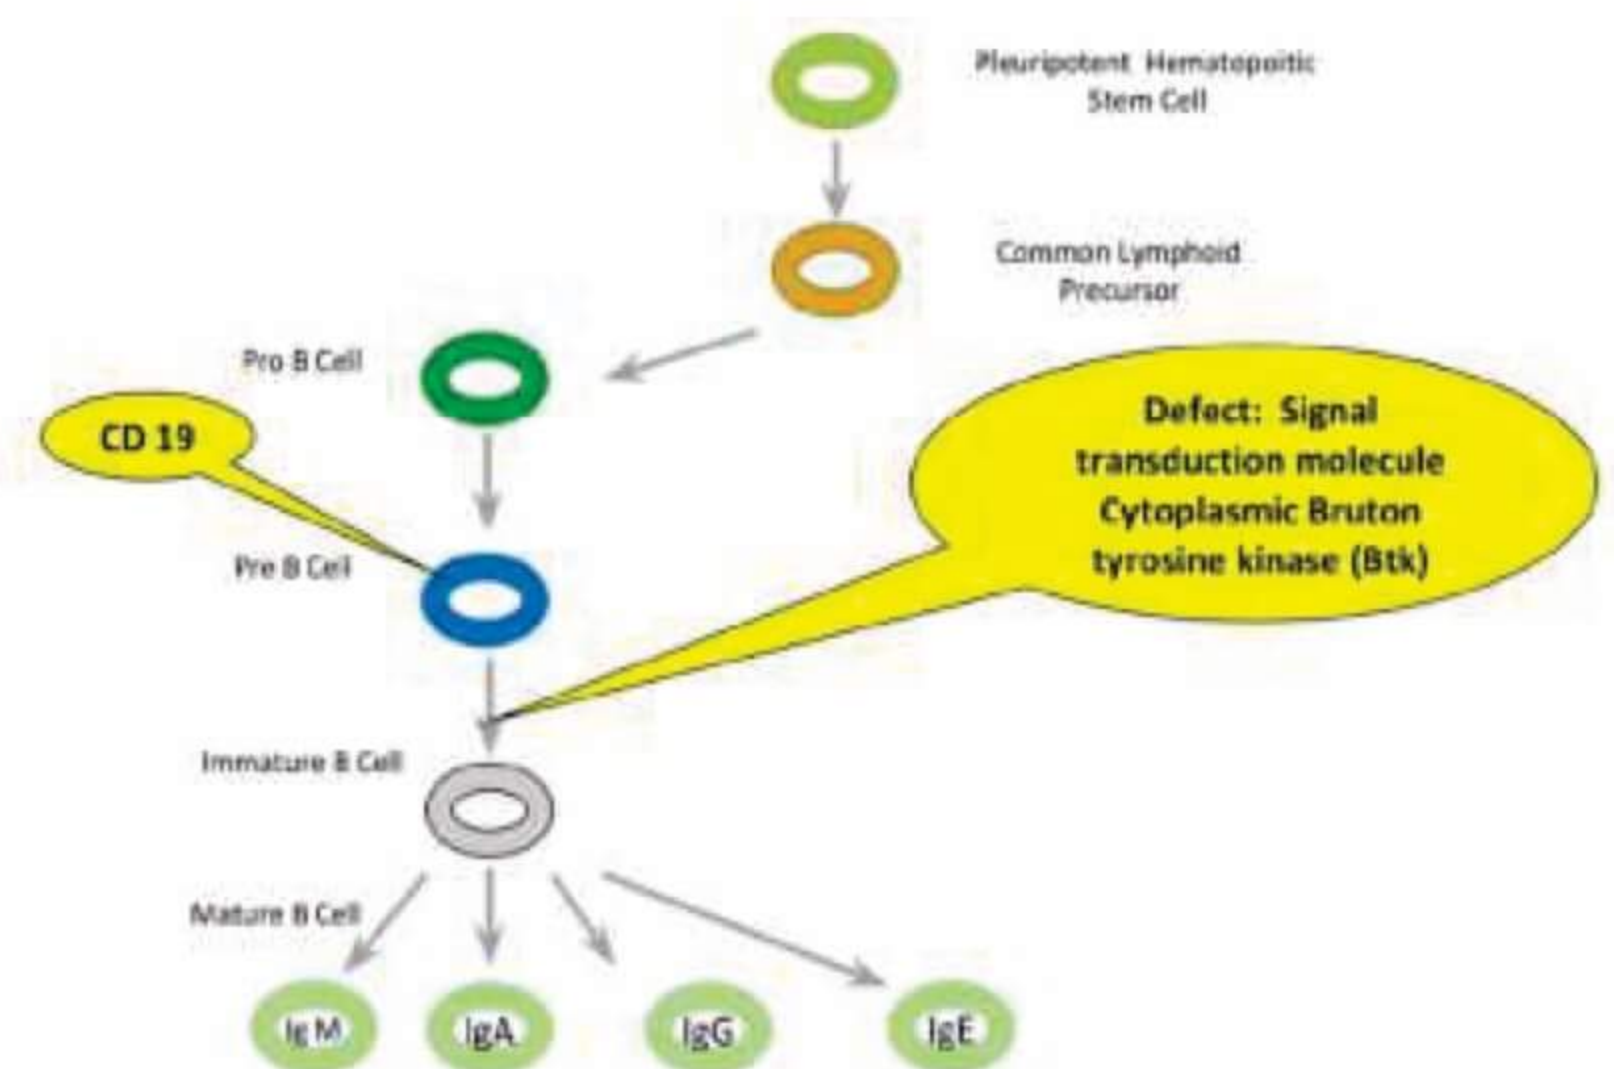 Pleuripotent Hematopoitic
Stem Cell
Common Lymphoid
Precursor
Pro B Cell
CD 19
Defect: Signal
transduction molecule
Cytoplasmic Bruton
tyrosine kinase (Btk)
Pre B Cell
Immature B Cell
Mature B Cell
IgM
IgA
IgG
IgE